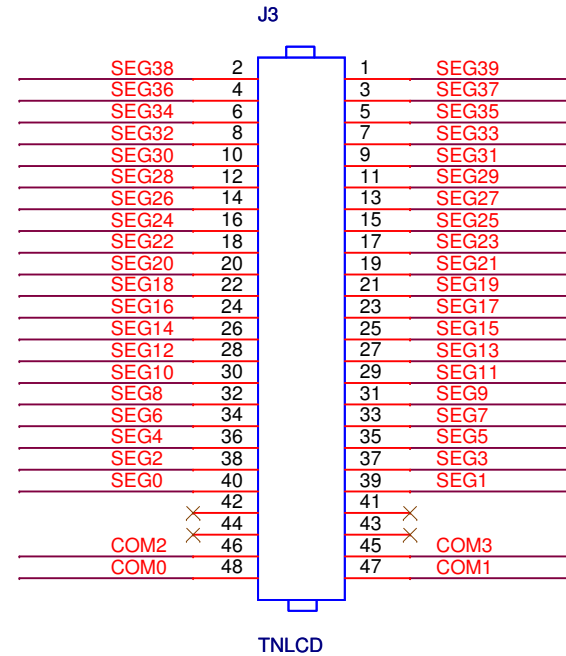 J3
SEG38 2 1 SEG39
SEG36 4 3 SEG37
SEG34 6 5 SEG35
SEG32 8 7 SEG33
SEG30 10 9 SEG31
SEG28 12 11 SEG29
SEG26 14 13 SEG27
SEG24 16 15 SEG25
SEG22 18 17 SEG23
SEG20 20 19 SEG21
SEG18 22 21 SEG19
SEG16 24 23 SEG17
SEG14 26 25 SEG15
SEG12 28 27 SEG13
SEG10 30 29 SEG11
SEG8 32 31 SEG9
SEG6 34 33 SEG7
SEG4 36 35 SEG5
SEG2 38 37 SEG3
SEG0 40 39 SEG1
42 41
44 43
COM2 46 45 COM3
COM0 48 47 COM1
TNLCD